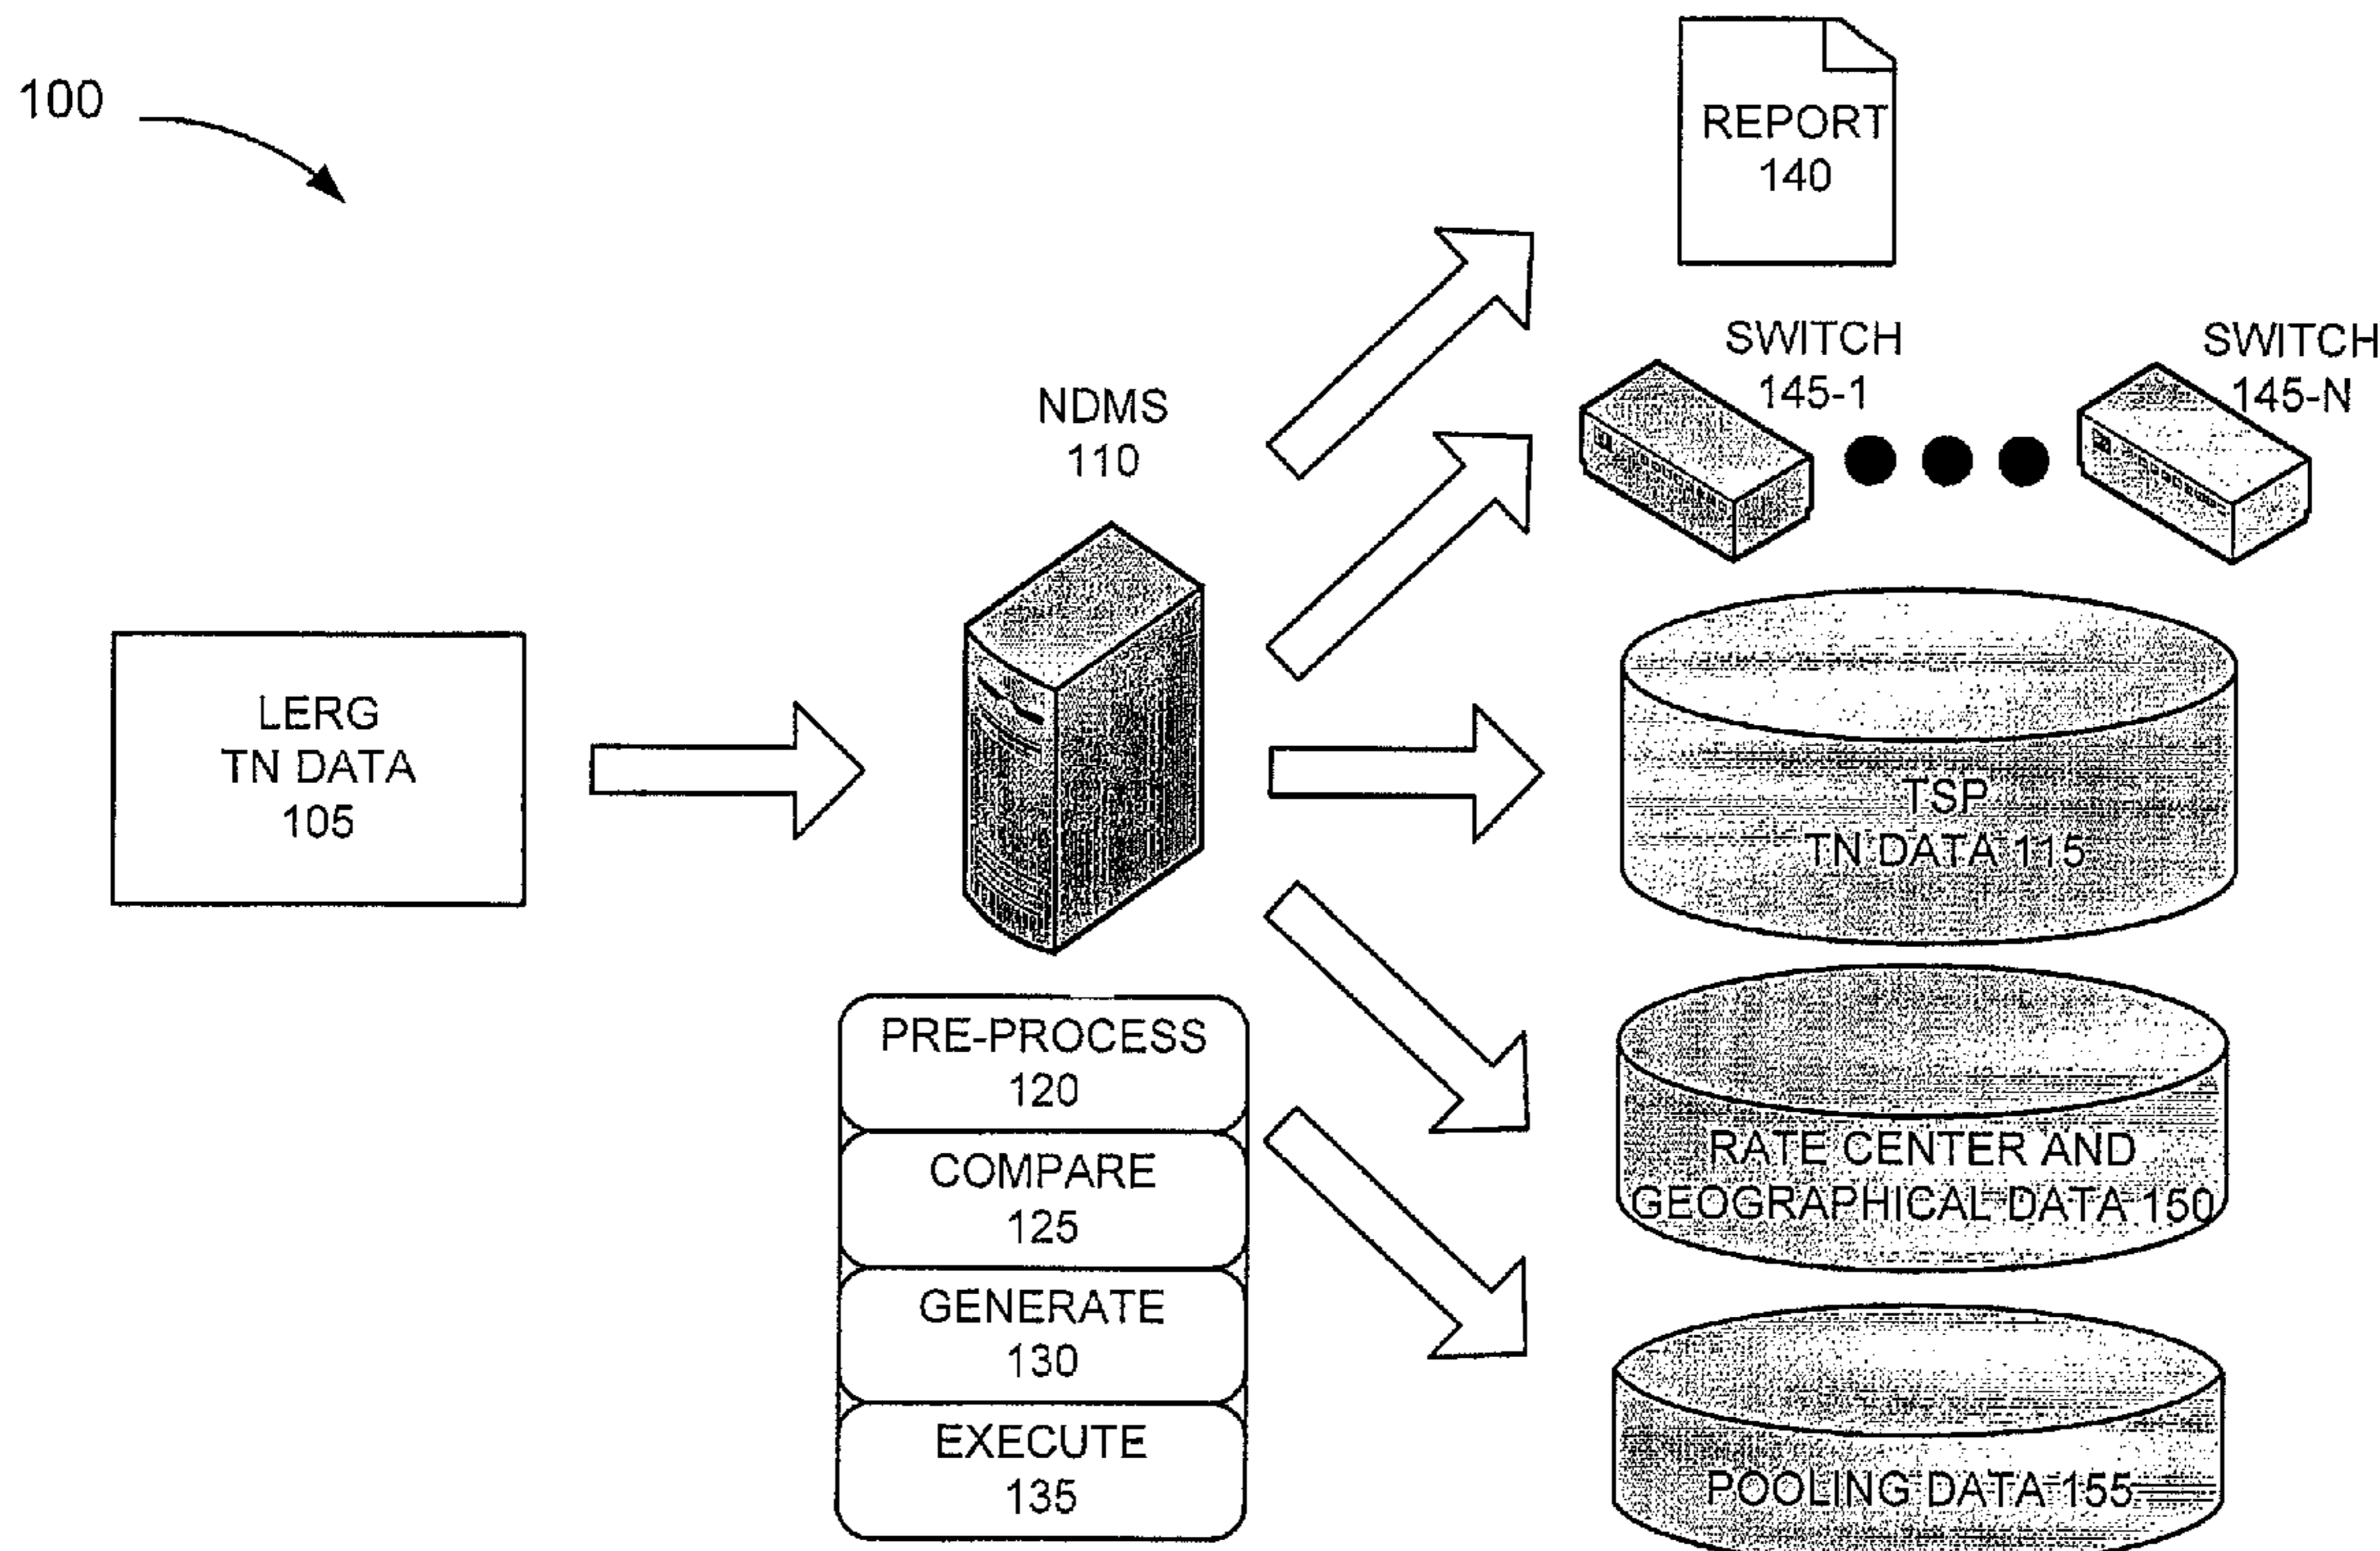 100
REPORT
140
SWITCH
145-1
SWITCH
145-N
NDMS
110
LERG
TN DATA
105
TSP
TN DATA 115
PRE-PROCESS
120
COMPARE
125
GENERATE
130
EXECUTE
135
RATE CENTER AND
GEOGRAPHICAL DATA 150
POOLING DATA 155